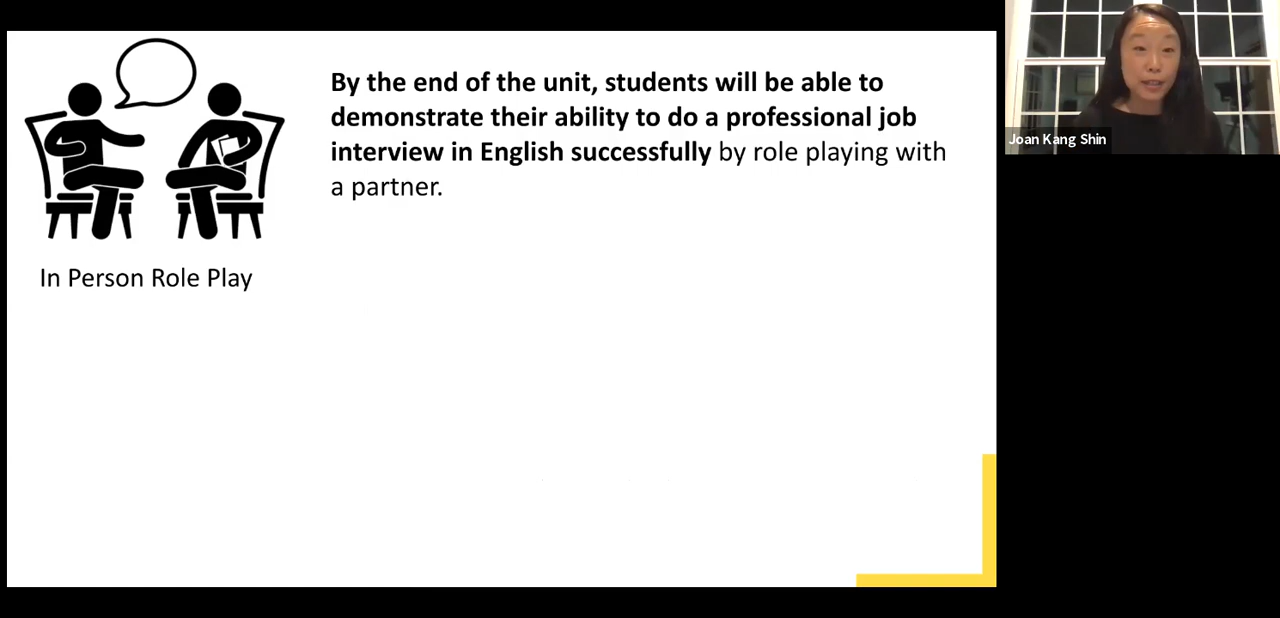 By the end of the unit, students will be able to
demonstrate their ability to do a professional job
interview in English successfully by role playing with
a partner.
In Person Role Play
Joan Kang Shin